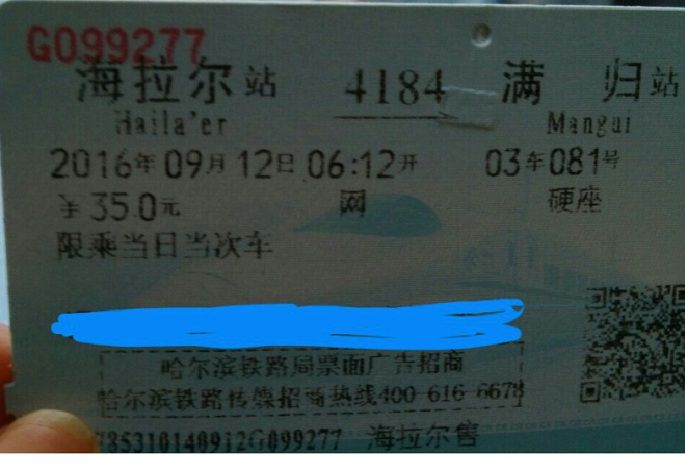 G099277
海拉尔站 4184 满归站
Haila'er Mangui
2016年09月12日06:12开 03车081号
¥35.0元 网 硬座
限乘当日当次车
哈尔滨铁路局票面广告招商
哈尔滨铁路传媒招商热线400-616-6678
785310140912G099277 海拉尔售